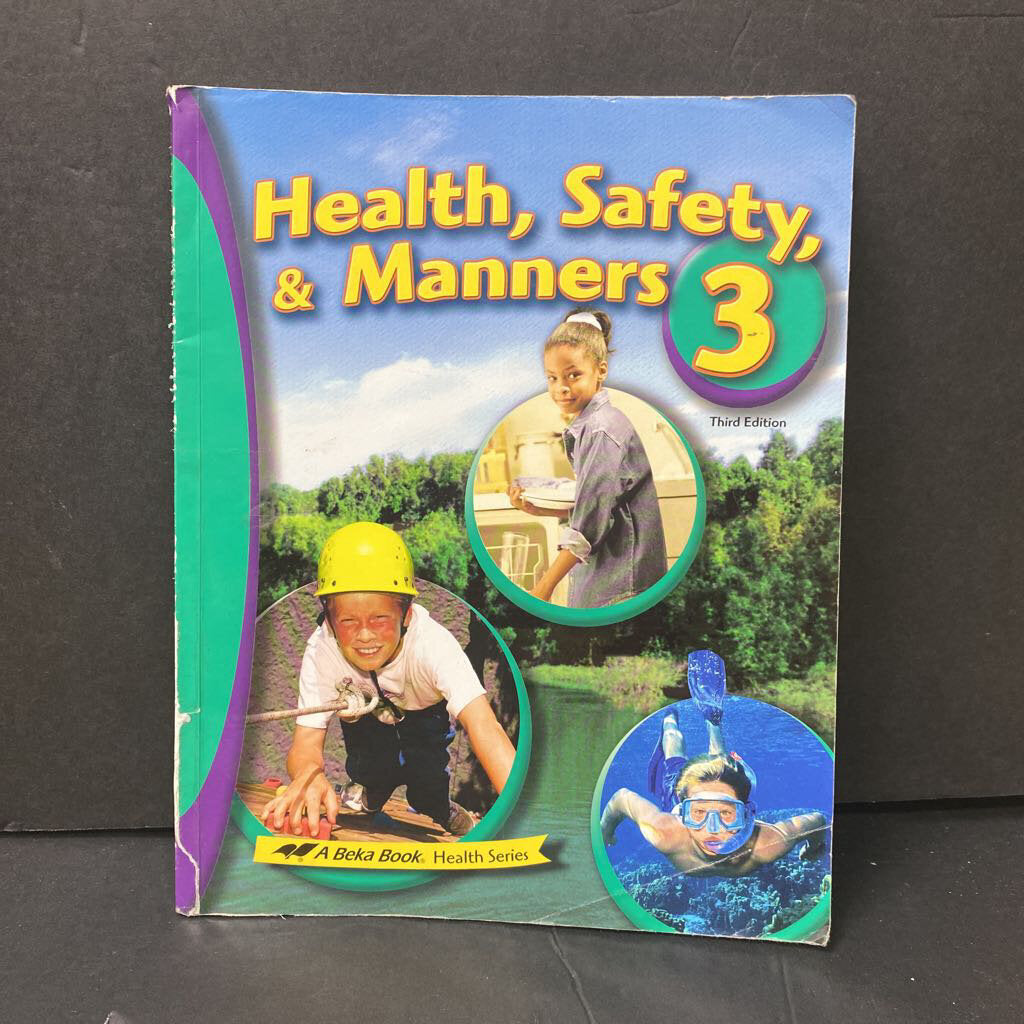 Health, Safety,
& Manners 3
Third Edition
A Beka Book® Health Series